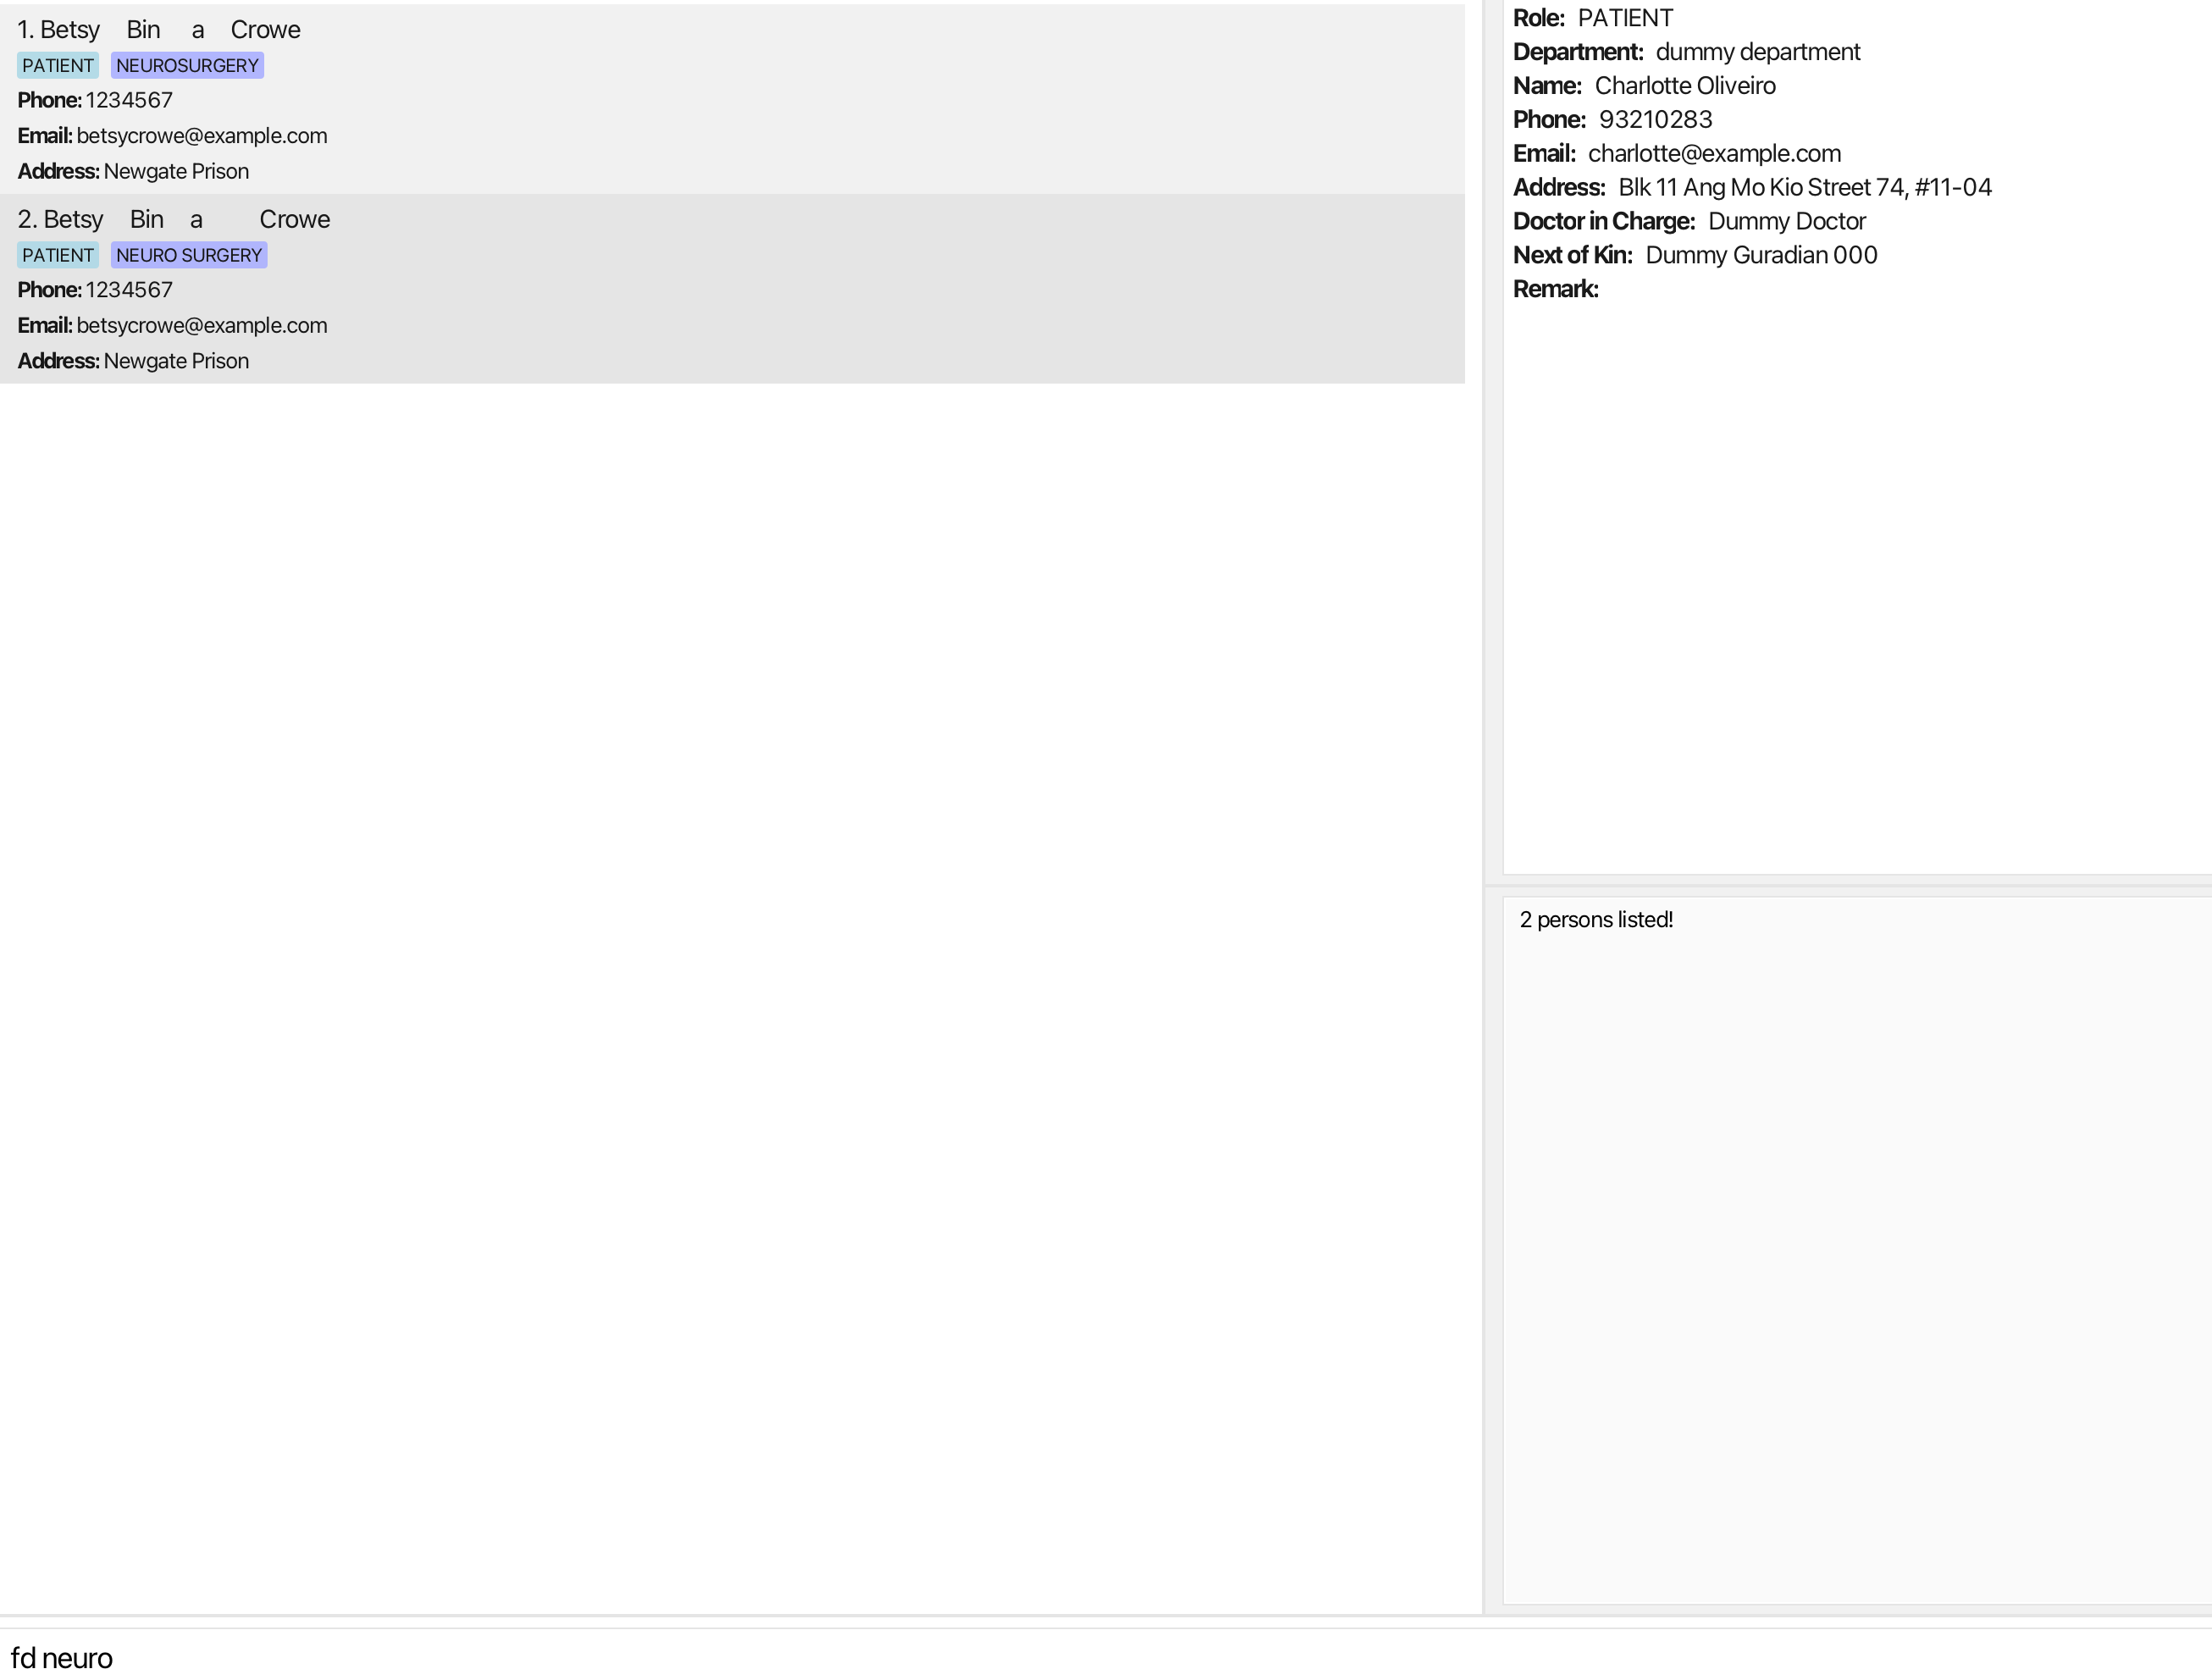 1. Betsy    Bin    a    Crowe
PATIENT NEUROSURGERY
Phone: 1234567
Email: betsycrowe@example.com
Address: Newgate Prison
2. Betsy    Bin    a        Crowe
PATIENT NEURO SURGERY
Phone: 1234567
Email: betsycrowe@example.com
Address: Newgate Prison
Role: PATIENT
Department: dummy department
Name: Charlotte Oliveiro
Phone: 93210283
Email: charlotte@example.com
Address: Blk 11 Ang Mo Kio Street 74, #11-04
Doctor in Charge: Dummy Doctor
Next of Kin: Dummy Guradian 000
Remark:
2 persons listed!
fd neuro